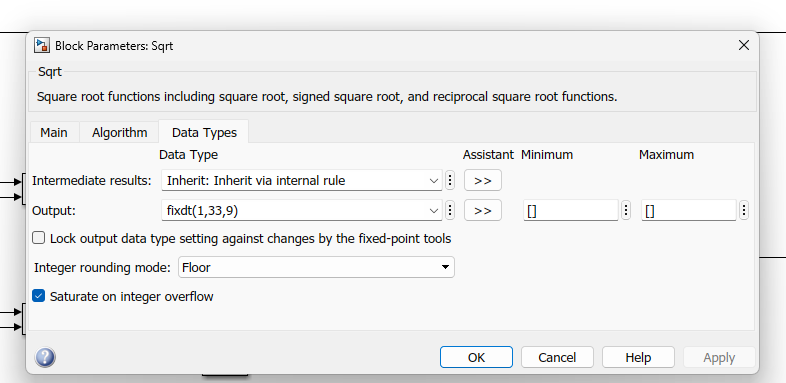 Block Parameters: Sqrt
Sqrt
Square root functions including square root, signed square root, and reciprocal square root functions.
Main Algorithm Data Types
Data Type Assistant Minimum Maximum
Intermediate results: Inherit: Inherit via internal rule >>
Output: fixdt(1,33,9) >> [] []
Lock output data type setting against changes by the fixed-point tools
Integer rounding mode: Floor
Saturate on integer overflow
? OK Cancel Help Apply